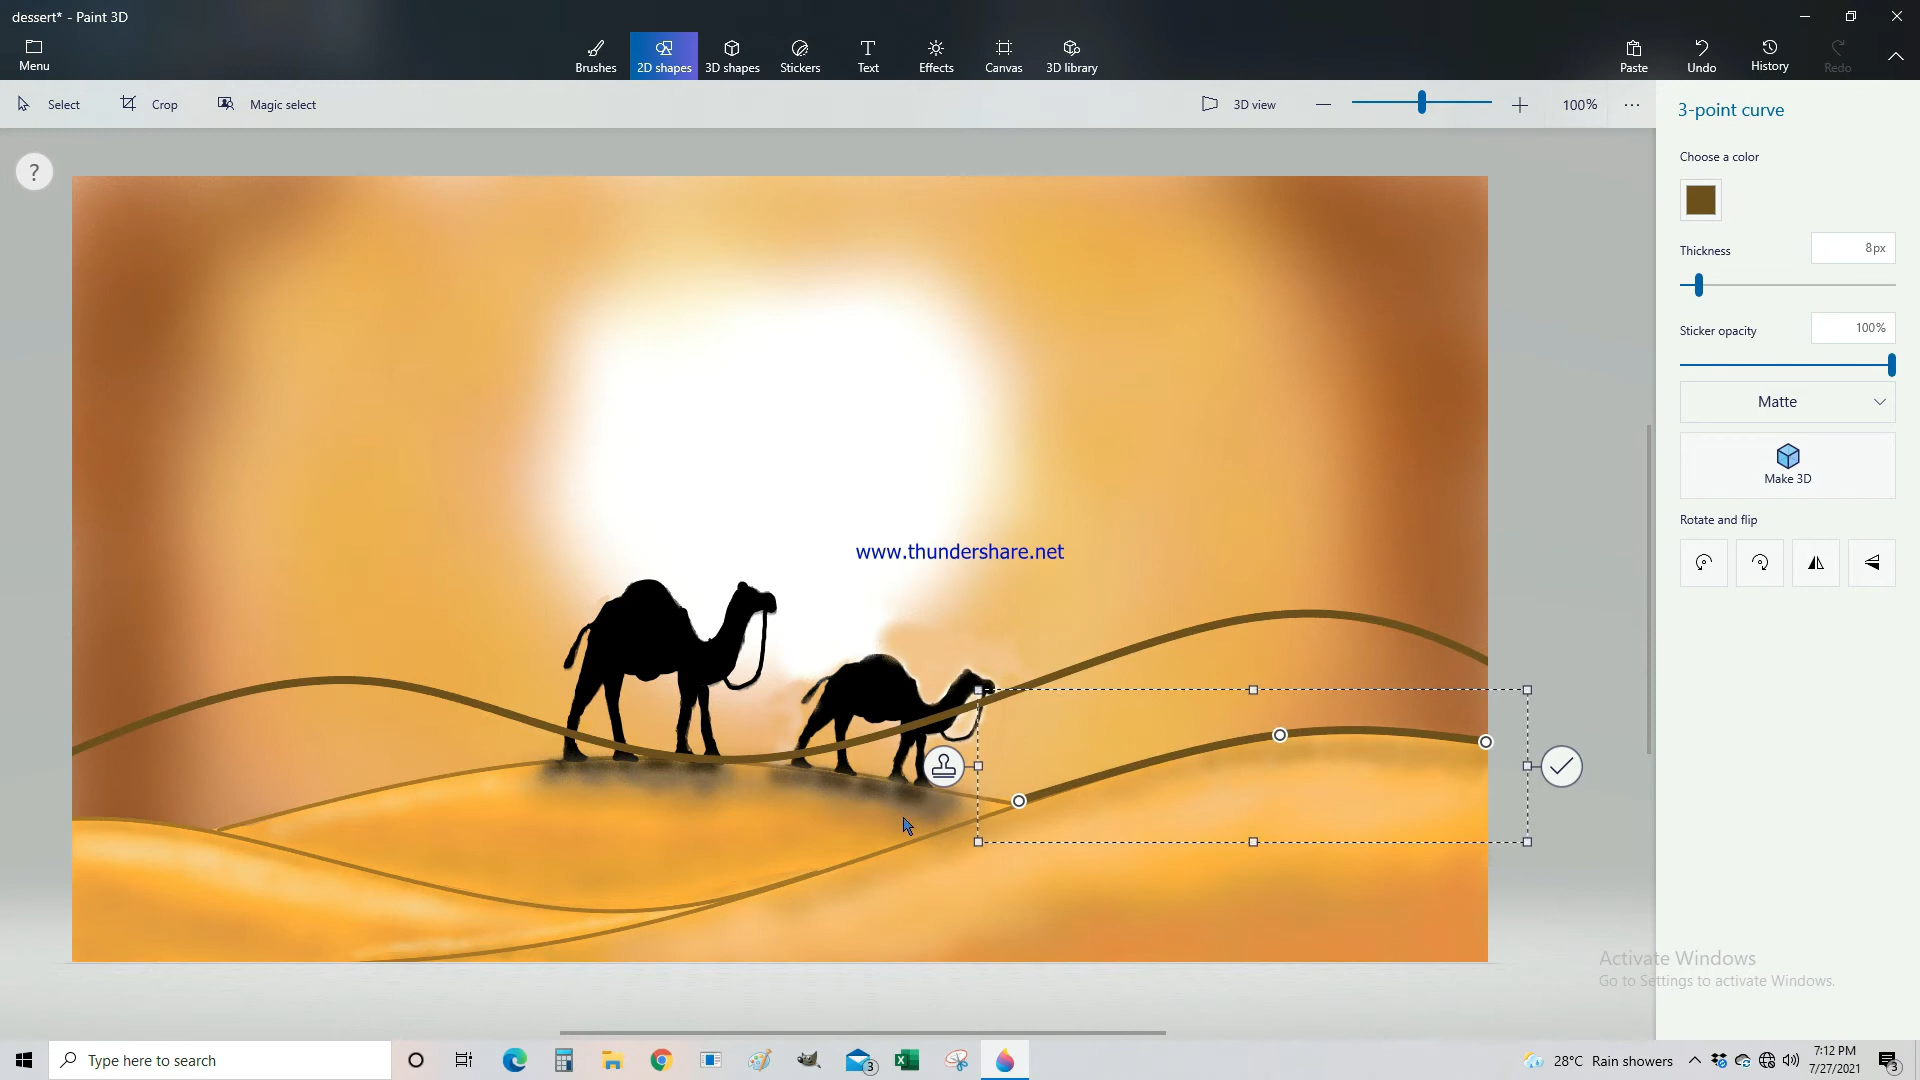 dessert* - Paint 3D
Menu
Brushes
2D shapes
3D shapes
Stickers
Text
Effects
Canvas
3D library
Paste
Undo
History
Redo
Select
Crop
Magic select
3D view
100%
3-point curve
Choose a color
Thickness
8px
Sticker opacity
100%
Matte
Make 3D
Rotate and flip
?
www.thundershare.net
Activate Windows
Go to Settings to activate Windows.
Type here to search
3
28°C Rain showers
7:12 PM
7/27/2021
3